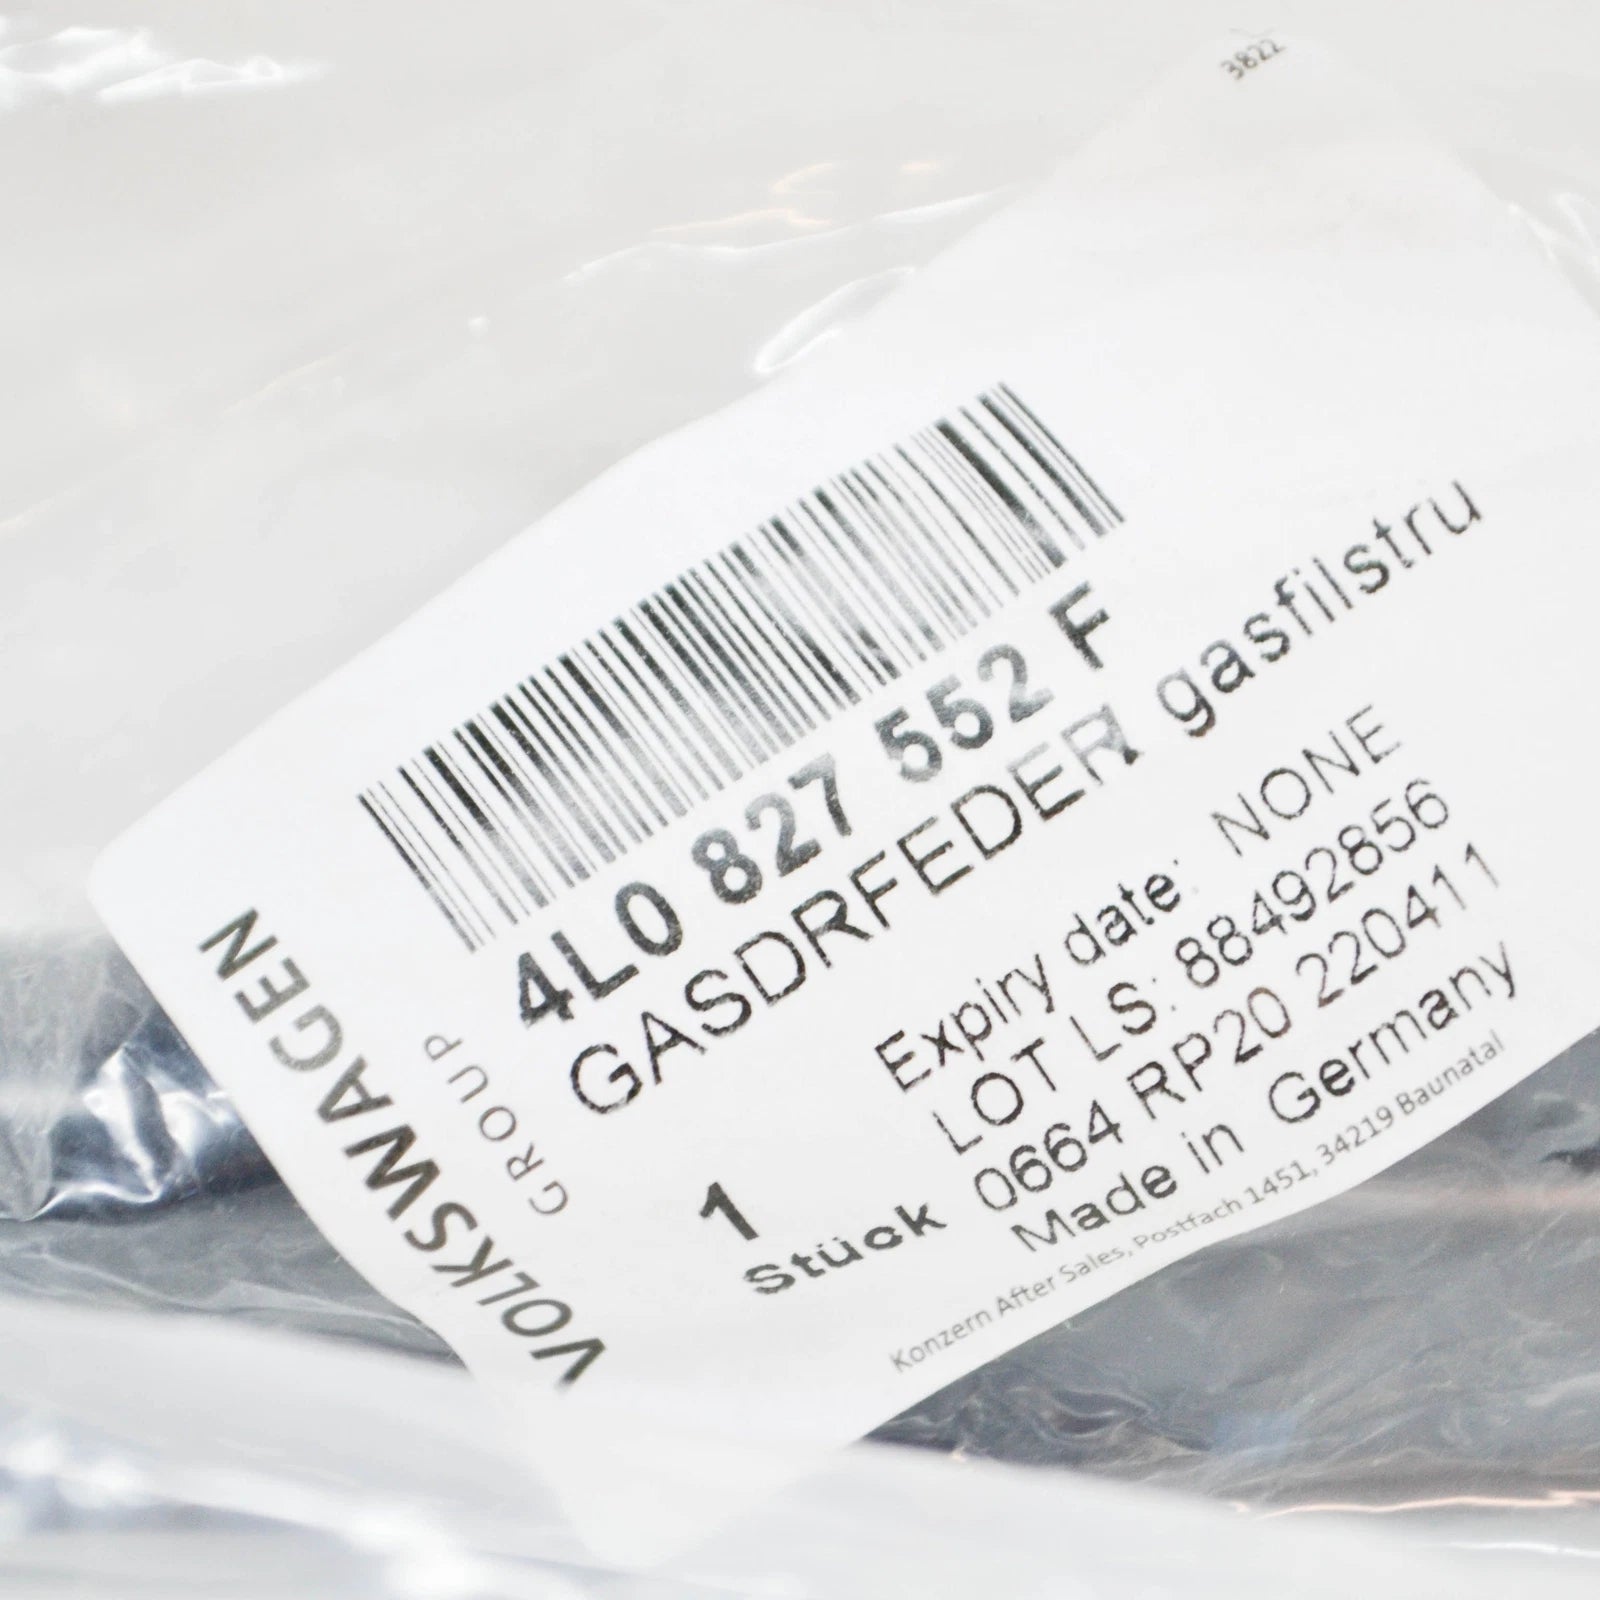 3822
4L0 827 552 F
GASDRFEDER gasfilstru
Expiry date: NONE
LOT LS: 88492856
1
Stück 0664 RP20 220411
Made in Germany
Konzern After Sales, Postfach 1451, 34219 Baunatal
VOLKSWAGEN
GROUP